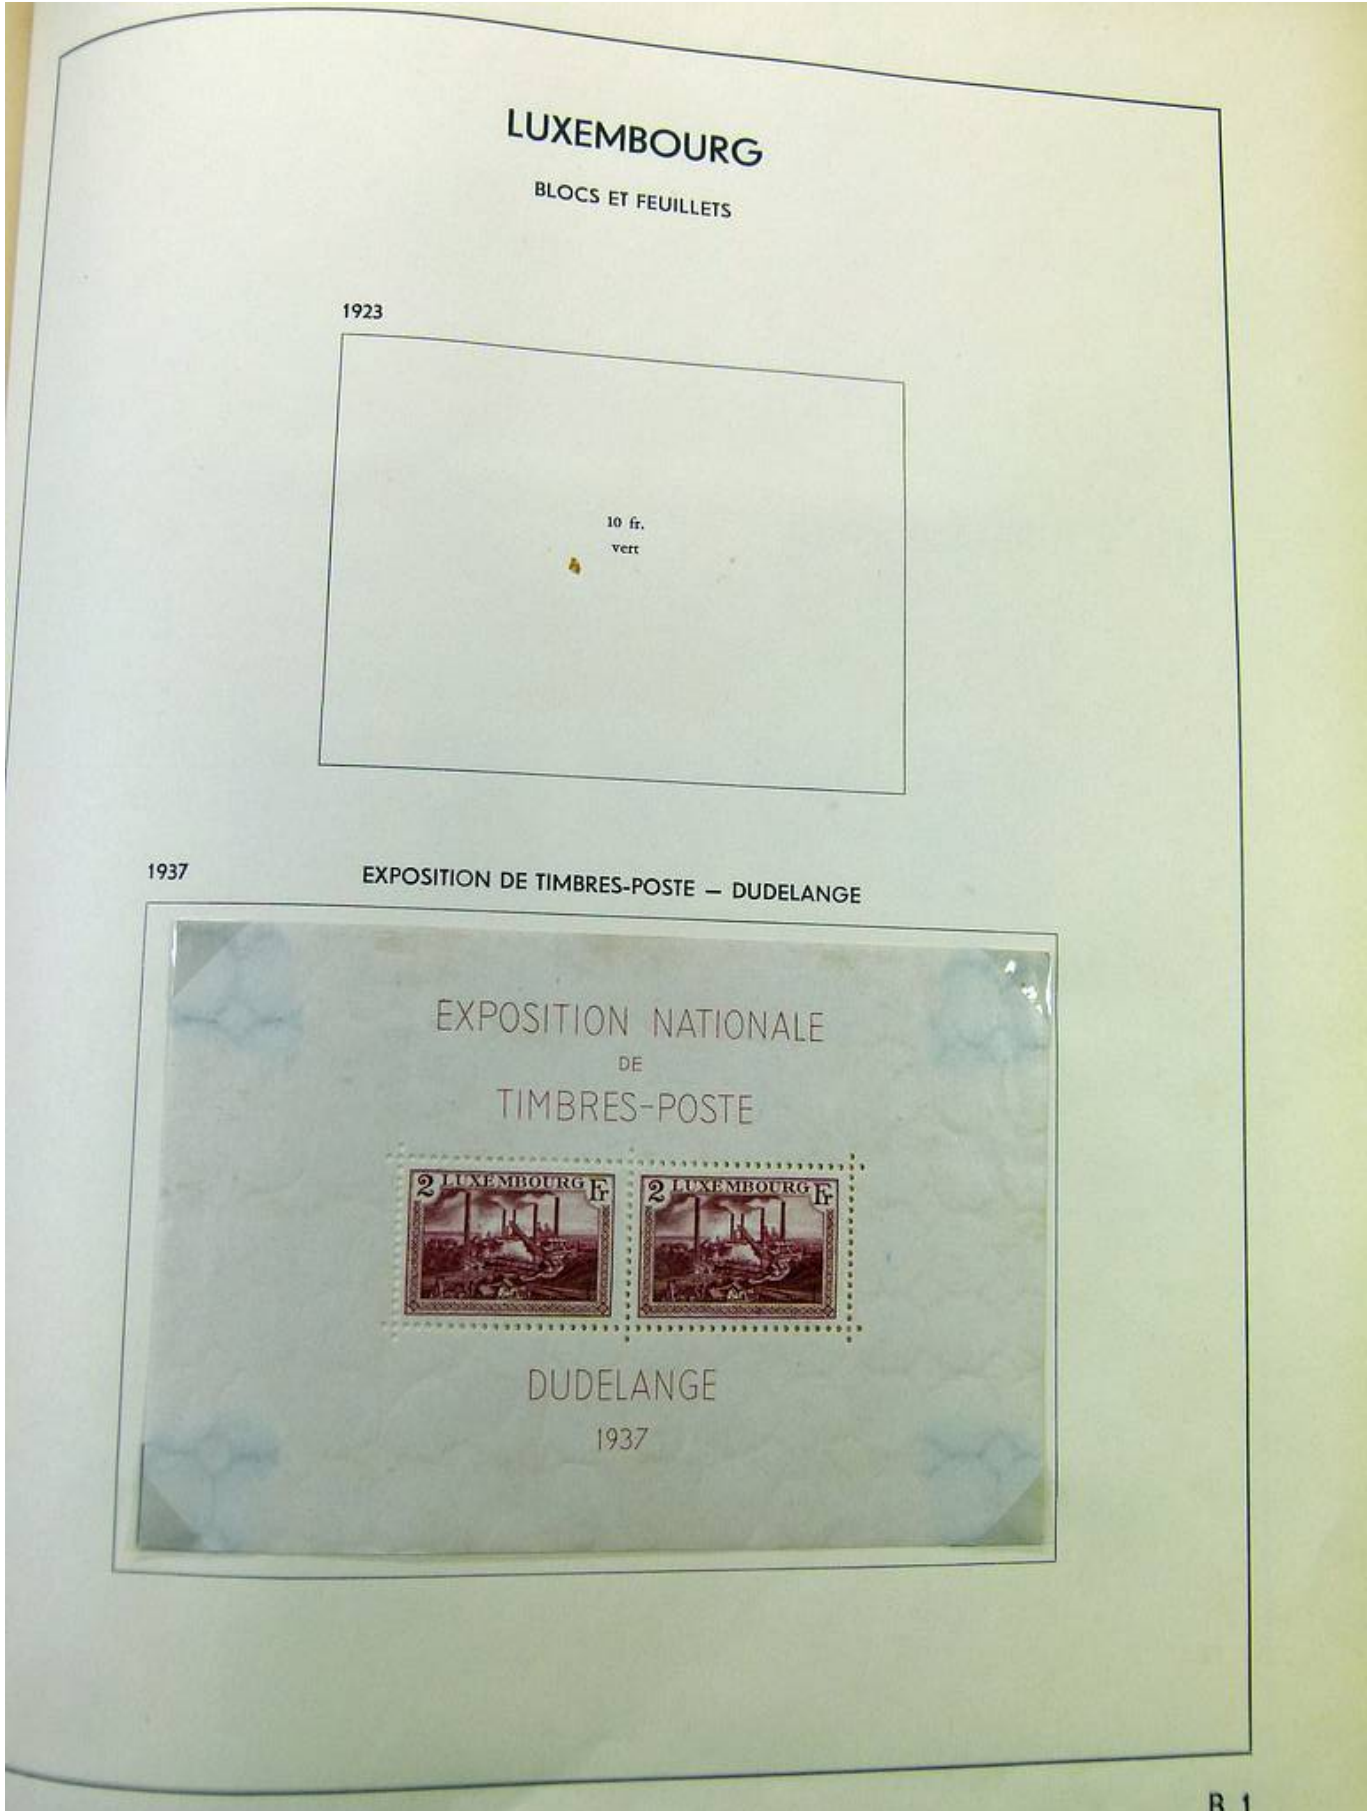 LUXEMBOURG
BLOCS ET FEUILLETS
1923
10 fr.
vert
1937 EXPOSITION DE TIMBRES-POSTE — DUDELANGE
EXPOSITION NATIONALE
DE
TIMBRES-POSTE
2 LUXEMBOURG Fr
2 LUXEMBOURG Fr
DUDELANGE
1937
B 1